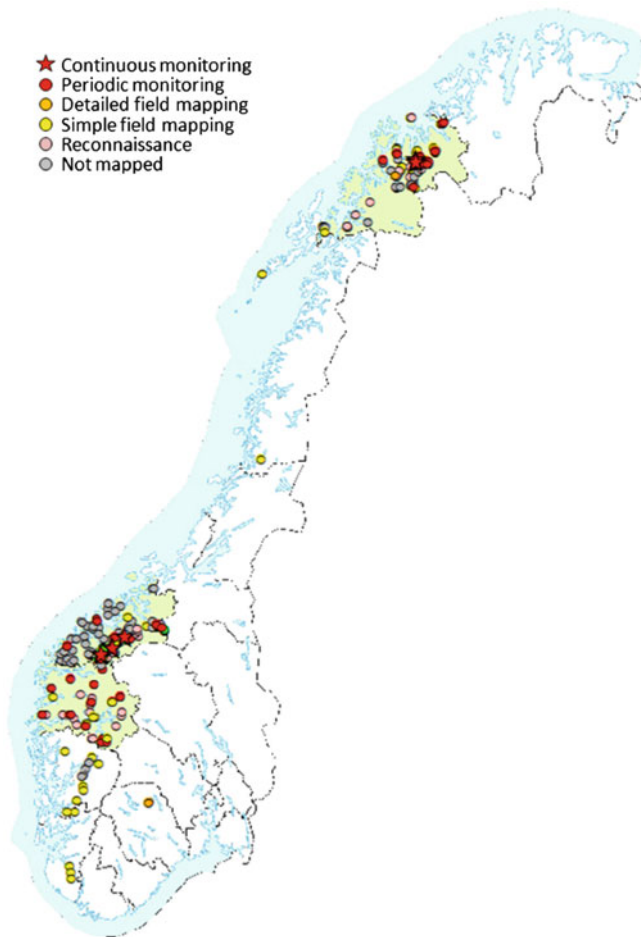 Continuous monitoring
Periodic monitoring
Detailed field mapping
Simple field mapping
Reconnaissance
Not mapped